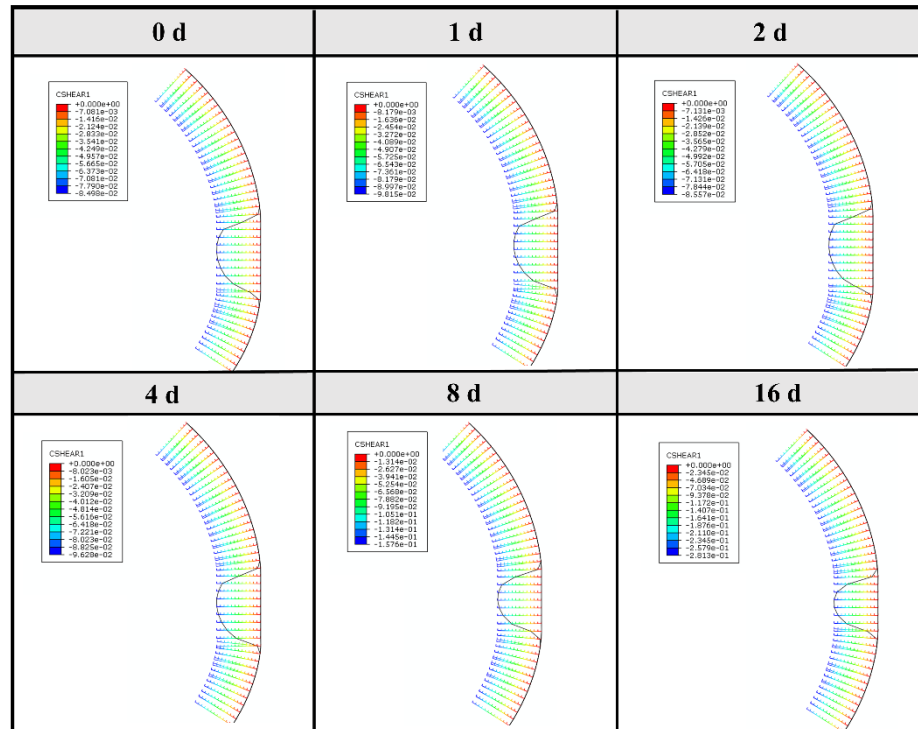 0 d
1 d
2 d
CSHEAR1
+0.000e+00
-7.081e-03
-1.416e-02
-2.124e-02
-2.833e-02
-3.541e-02
-4.249e-02
-4.957e-02
-5.665e-02
-6.373e-02
-7.081e-02
-7.790e-02
-8.498e-02
CSHEAR1
+0.000e+00
-8.179e-03
-1.636e-02
-2.454e-02
-3.272e-02
-4.089e-02
-4.907e-02
-5.725e-02
-6.543e-02
-7.361e-02
-8.179e-02
-8.997e-02
-9.815e-02
CSHEAR1
+0.000e+00
-7.131e-03
-1.426e-02
-2.139e-02
-2.852e-02
-3.565e-02
-4.279e-02
-4.992e-02
-5.705e-02
-6.418e-02
-7.131e-02
-7.844e-02
-8.557e-02
4 d
8 d
16 d
CSHEAR1
+0.000e+00
-8.023e-03
-1.605e-02
-2.407e-02
-3.209e-02
-4.012e-02
-4.814e-02
-5.616e-02
-6.418e-02
-7.221e-02
-8.023e-02
-8.825e-02
-9.628e-02
CSHEAR1
+0.000e+00
-1.314e-02
-2.627e-02
-3.941e-02
-5.254e-02
-6.568e-02
-7.882e-02
-9.195e-02
-1.051e-01
-1.182e-01
-1.314e-01
-1.445e-01
-1.576e-01
CSHEAR1
+0.000e+00
-2.345e-02
-4.689e-02
-7.034e-02
-9.378e-02
-1.172e-01
-1.407e-01
-1.641e-01
-1.876e-01
-2.110e-01
-2.345e-01
-2.579e-01
-2.813e-01